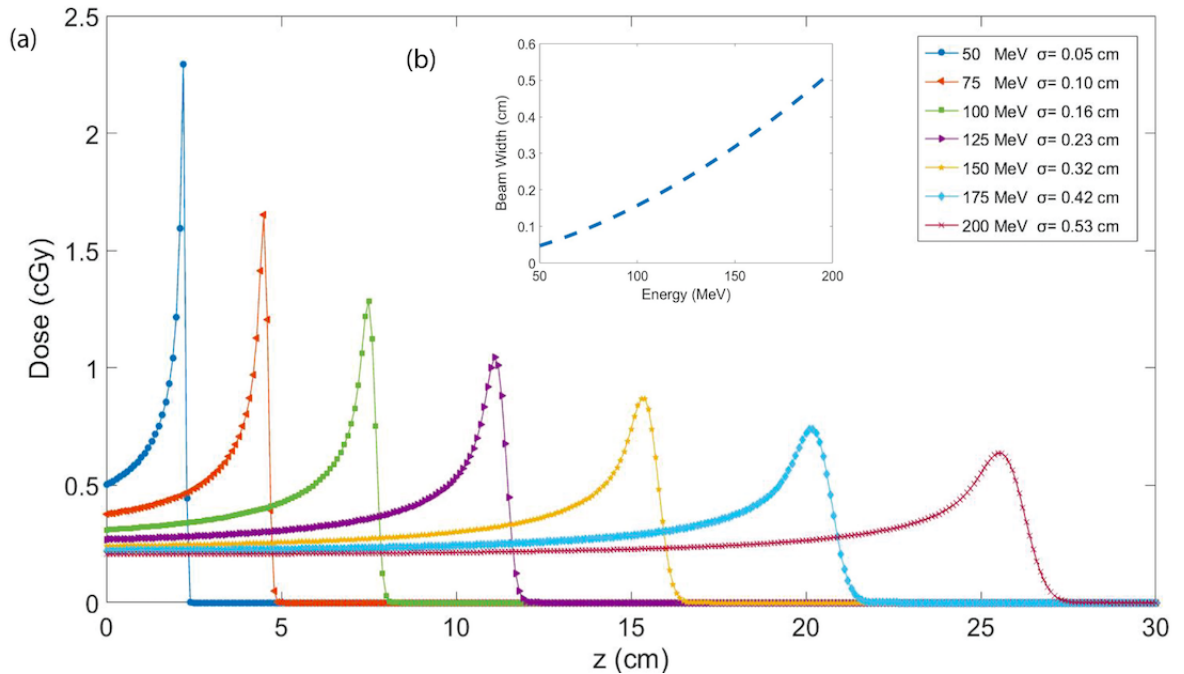 (a)
2.5
2
1.5
1
0.5
0
Dose (cGy)
0 5 10 15 20 25 30
z (cm)
(b)
0.6
0.5
0.4
0.3
0.2
0.1
0
Beam Width (cm)
50 100 150 200
Energy (MeV)
50 MeV σ= 0.05 cm
75 MeV σ= 0.10 cm
100 MeV σ= 0.16 cm
125 MeV σ= 0.23 cm
150 MeV σ= 0.32 cm
175 MeV σ= 0.42 cm
200 MeV σ= 0.53 cm